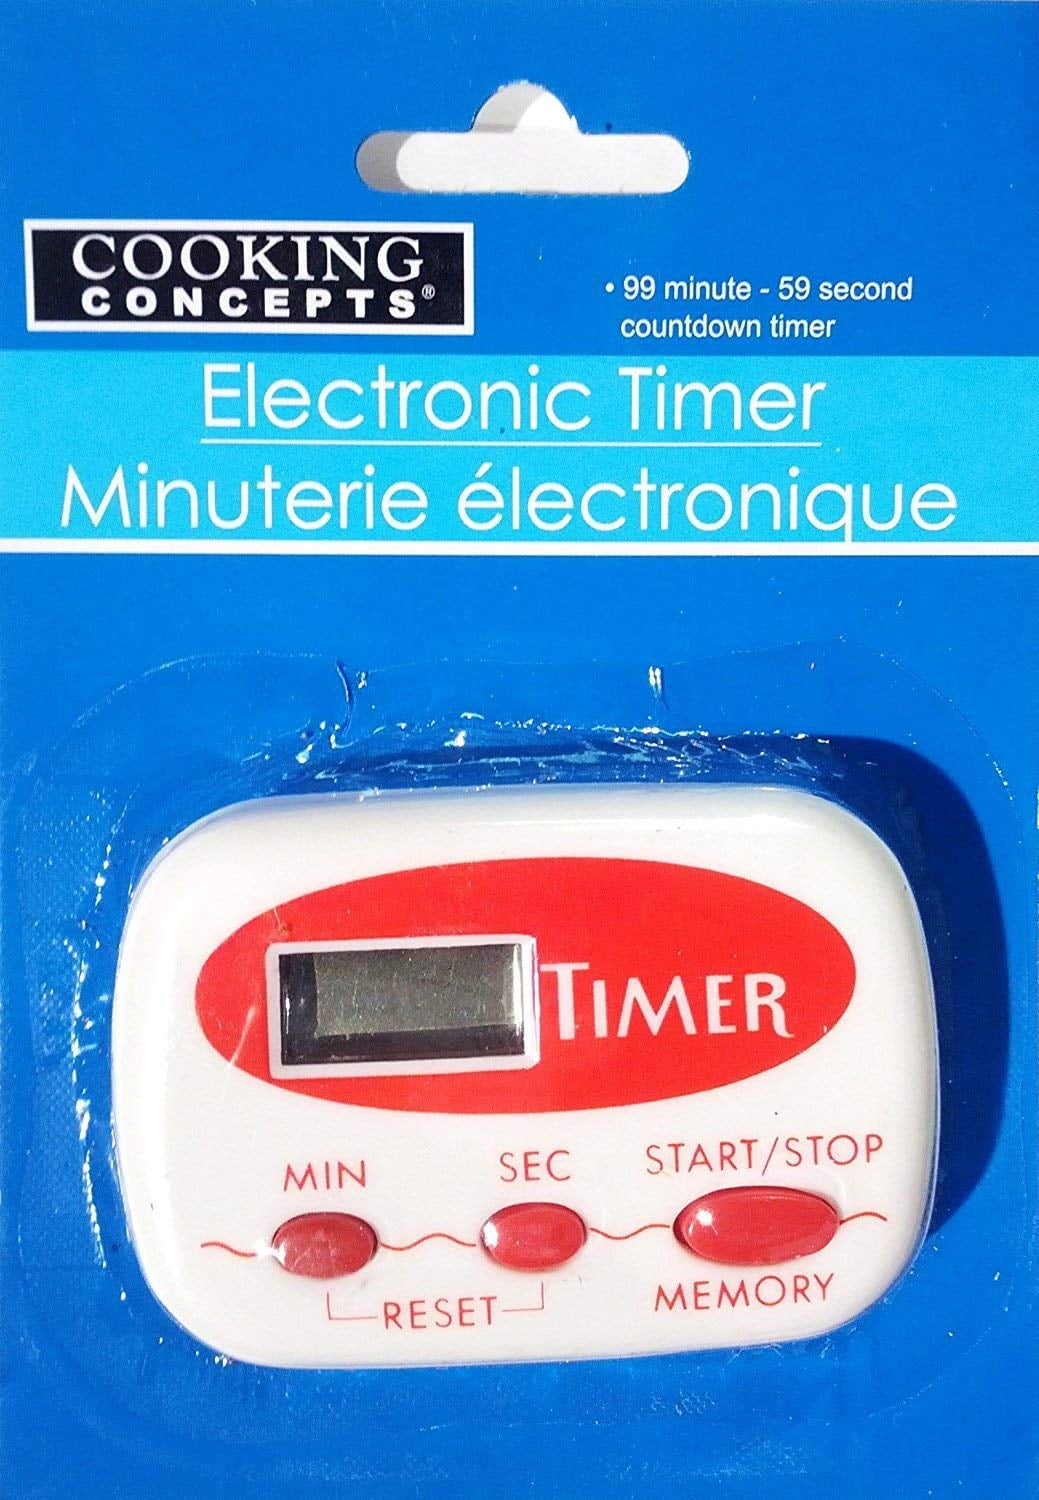 COOKING
CONCEPTS®
• 99 minute - 59 second
countdown timer
Electronic Timer
Minuterie électronique
TIMER
MIN SEC START/STOP
RESET MEMORY